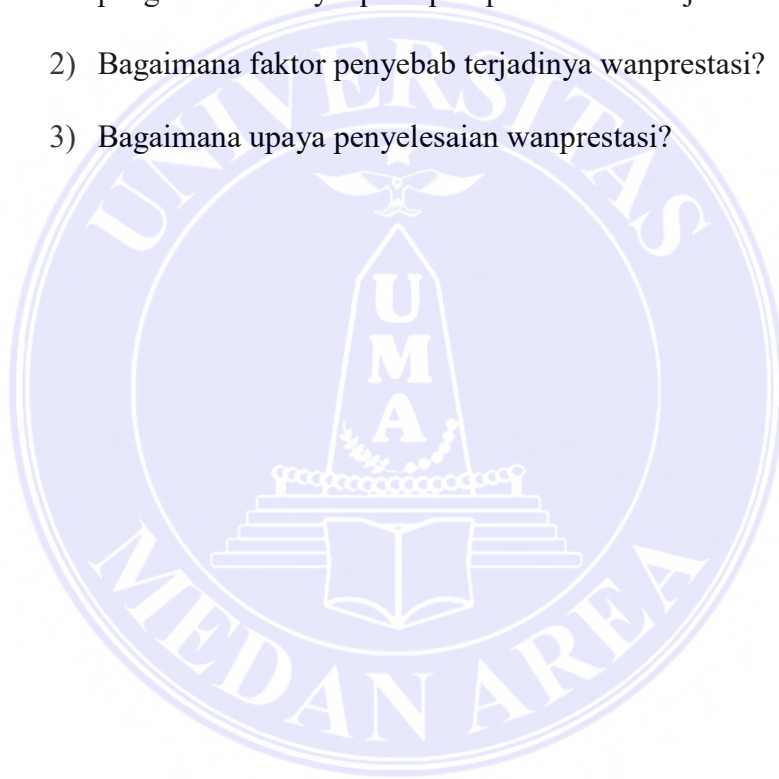 2) Bagaimana faktor penyebab terjadinya wanprestasi?
3) Bagaimana upaya penyelesaian wanprestasi?
UNIVERSITAS
UMA
MEDAN AREA